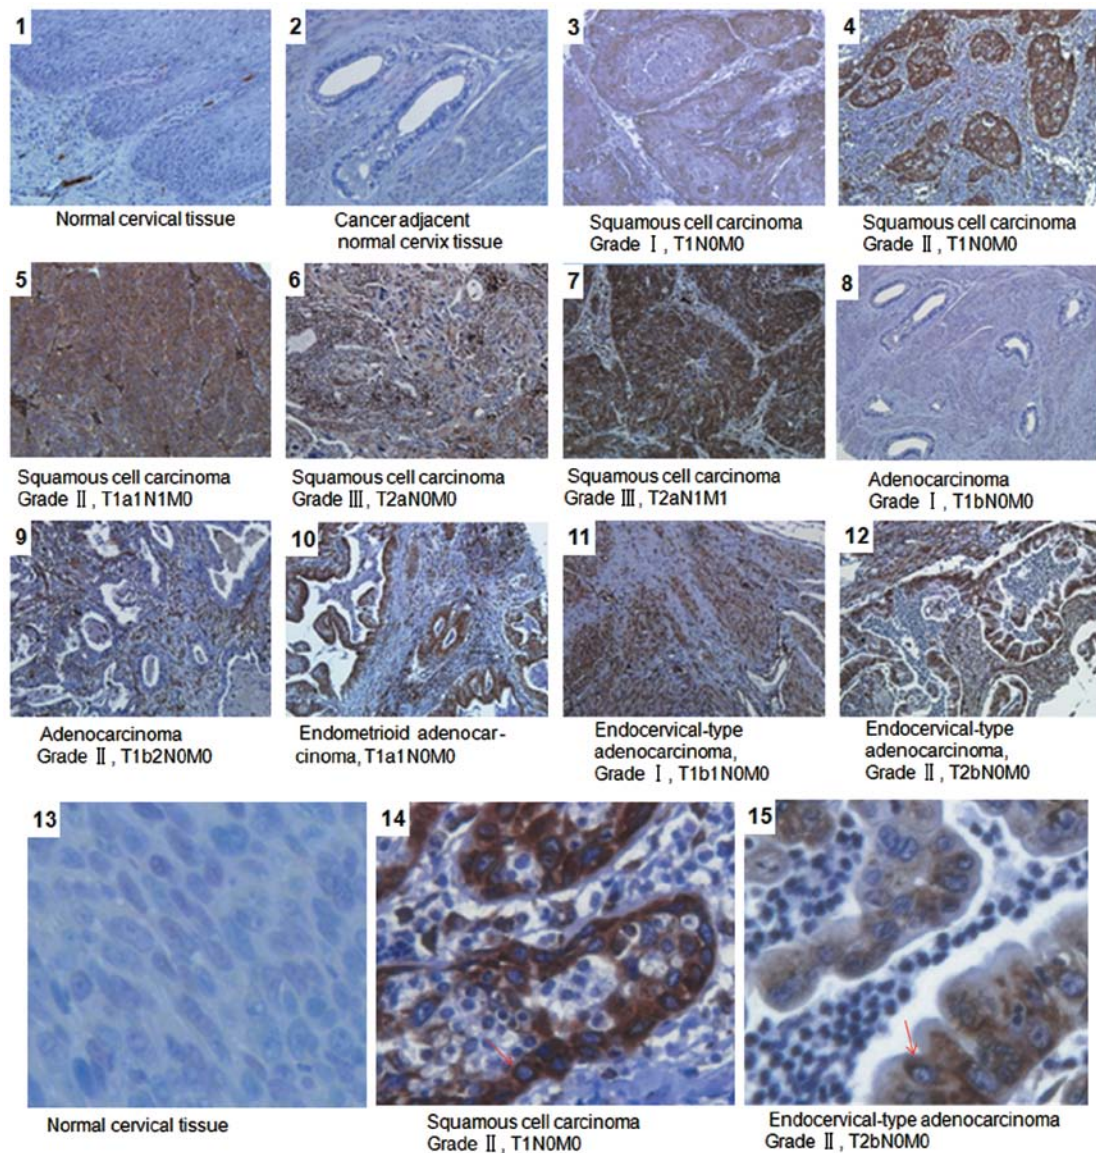 1
2
3
4
Normal cervical tissue
Cancer adjacent
normal cervix tissue
Squamous cell carcinoma
Grade Ⅰ, T1N0M0
Squamous cell carcinoma
Grade Ⅱ, T1N0M0
5
6
7
8
Squamous cell carcinoma
Grade Ⅱ, T1a1N1M0
Squamous cell carcinoma
Grade Ⅲ, T2aN0M0
Squamous cell carcinoma
Grade Ⅲ, T2aN1M1
Adenocarcinoma
Grade Ⅰ, T1bN0M0
9
10
11
12
Adenocarcinoma
Grade Ⅱ, T1b2N0M0
Endometrioid adenocar-
cinoma, T1a1N0M0
Endocervical-type
adenocarcinoma,
Grade Ⅰ, T1b1N0M0
Endocervical-type
adenocarcinoma,
Grade Ⅱ, T2bN0M0
13
14
15
Normal cervical tissue
Squamous cell carcinoma
Grade Ⅱ, T1N0M0
Endocervical-type adenocarcinoma
Grade Ⅱ, T2bN0M0